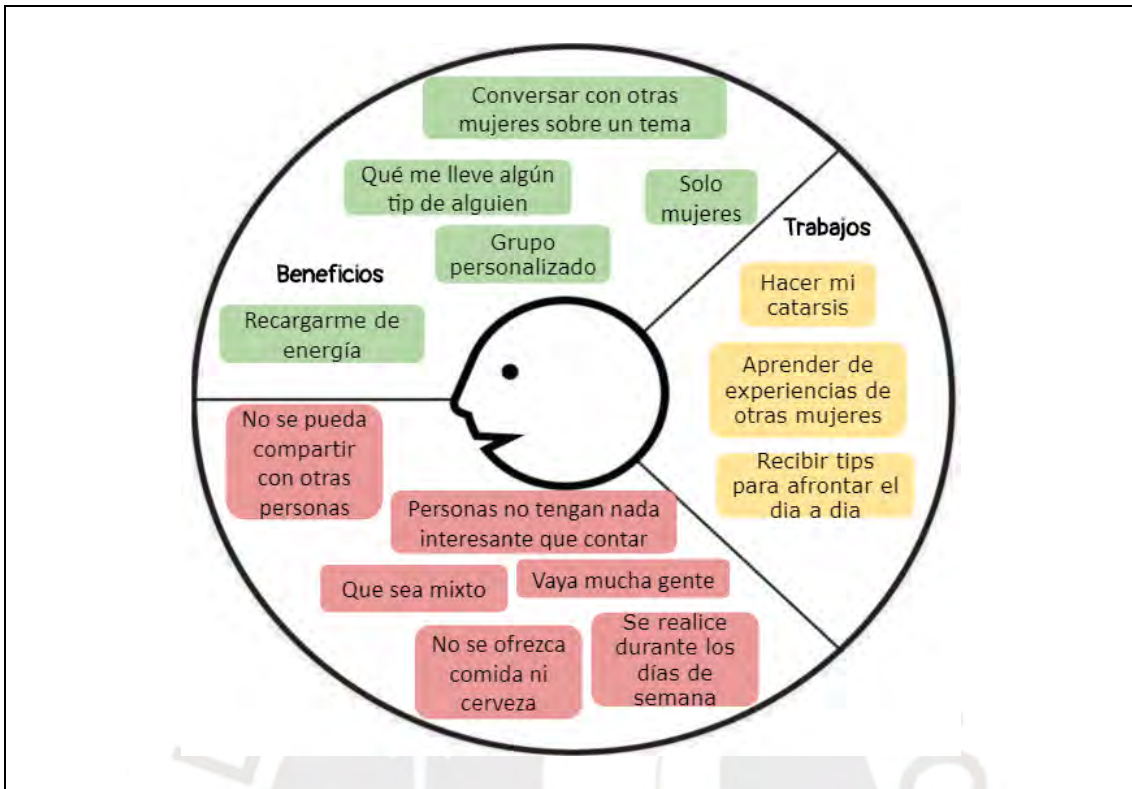 Conversar con otras
mujeres sobre un tema
Qué me lleve algún
tip de alguien
Solo
mujeres
Grupo
personalizado
Beneficios
Recargarme de
energía
Trabajos
Hacer mi
catarsis
Aprender de
experiencias de
otras mujeres
Recibir tips
para afrontar el
dia a dia
No se pueda
compartir
con otras
personas
Personas no tengan nada
interesante que contar
Que sea mixto
Vaya mucha gente
No se ofrezca
comida ni
cerveza
Se realice
durante los
días de
semana